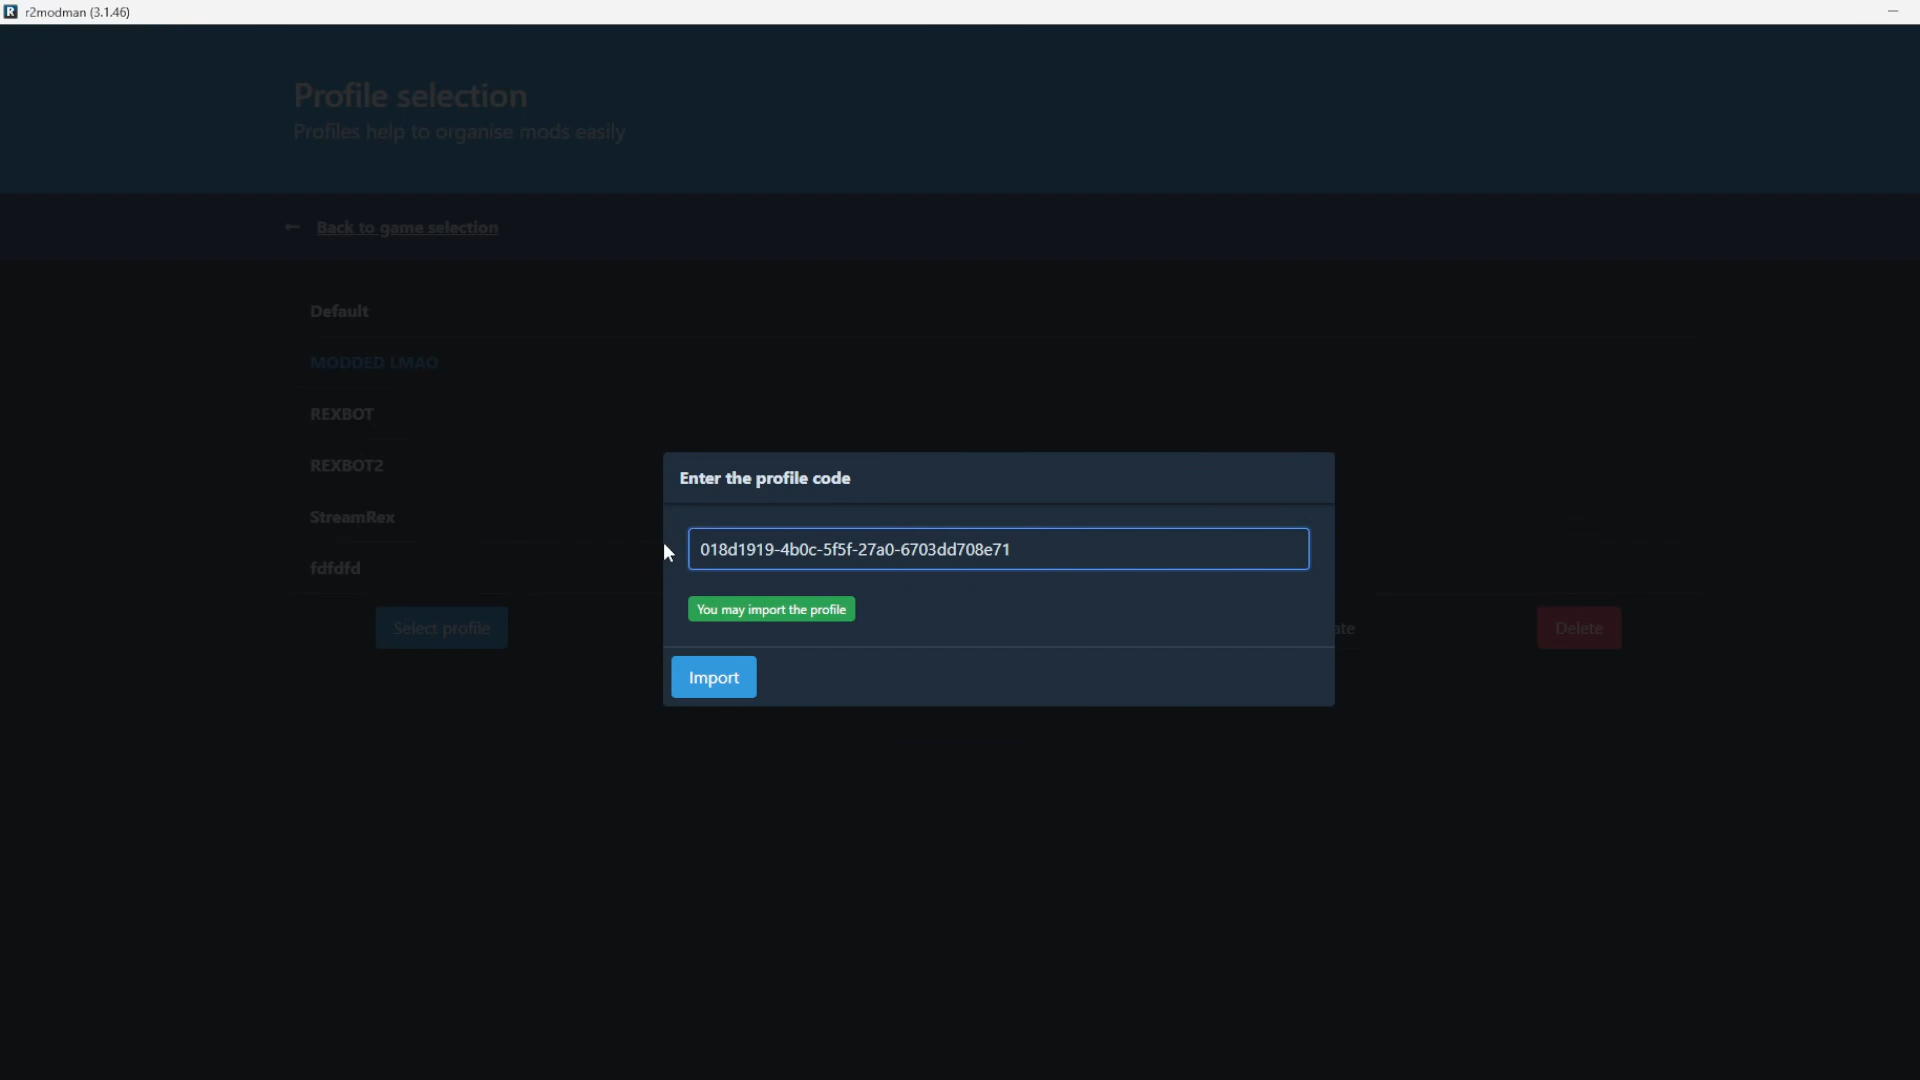 r2modman (3.1.46)
Profile selection
Profiles help to organise mods easily
Back to game selection
Default
MODDED LMAO
REXBOT
REXBOT2
StreamRex
fdfdfd
Enter the profile code
018d1919-4b0c-5f5f-27a0-6703dd708e71
You may import the profile
Import
Select profile
ate
Delete